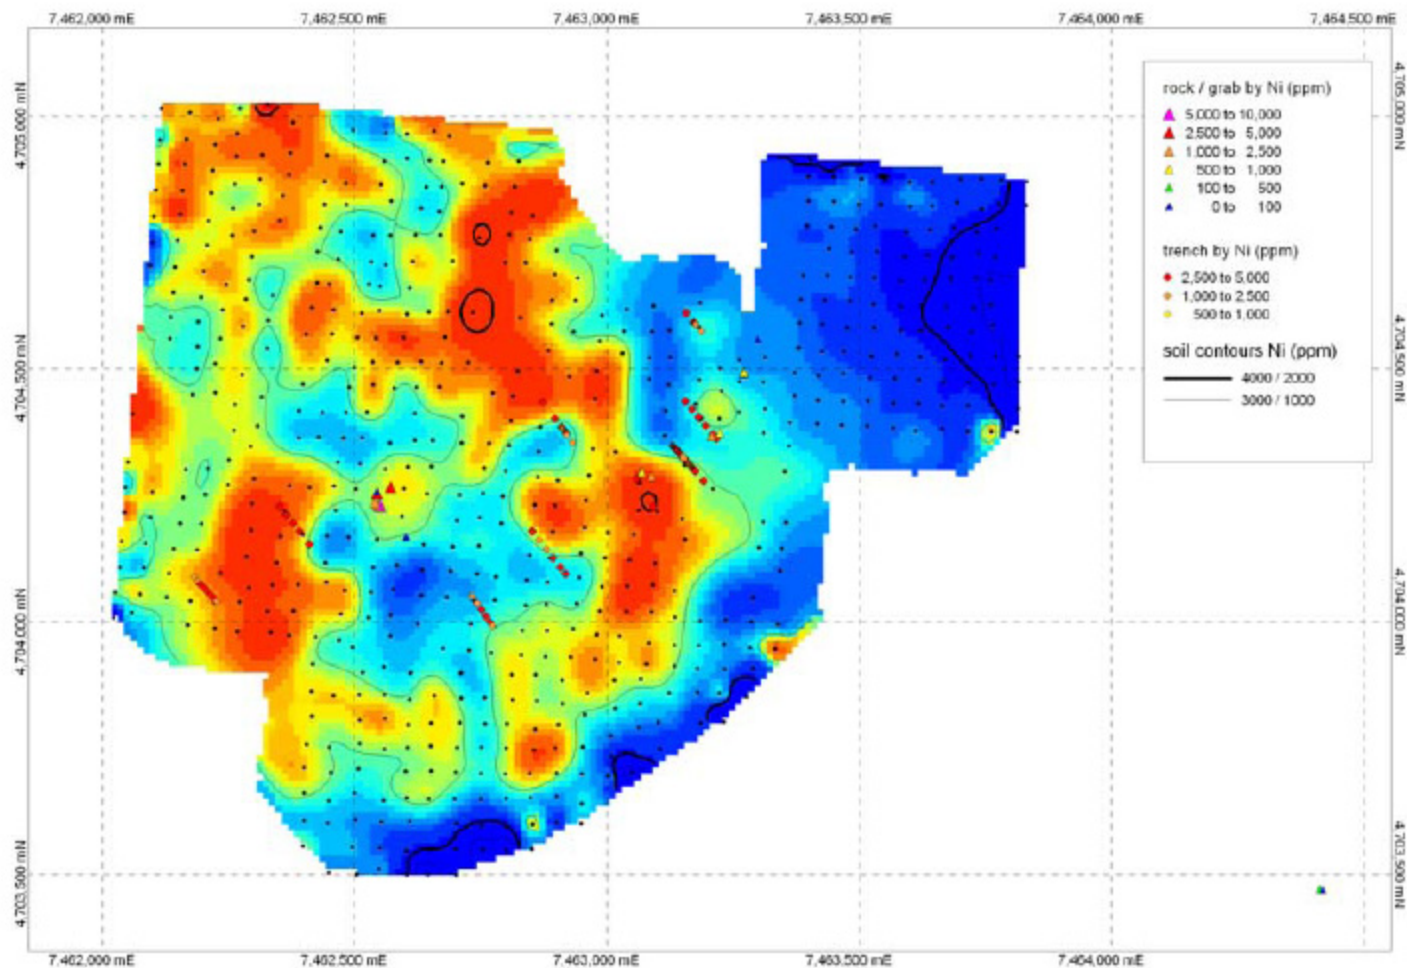 7,462,000 mE 7,462,500 mE 7,463,000 mE 7,463,500 mE 7,464,000 mE 7,464,500 mE
4,705,000 mN 4,705,000 mN
rock / grab by Ni (ppm)
5,000 to 10,000
2,500 to 5,000
1,000 to 2,500
500 to 1,000
100 to 500
0 to 100
trench by Ni (ppm)
2,500 to 5,000
1,000 to 2,500
500 to 1,000
soil contours Ni (ppm)
4000 / 2000
3000 / 1000
4,704,500 mN 4,704,500 mN
4,704,000 mN 4,704,000 mN
4,703,500 mN 4,703,500 mN
7,462,000 mE 7,462,500 mE 7,463,000 mE 7,463,500 mE 7,464,000 mE 7,464,500 mE